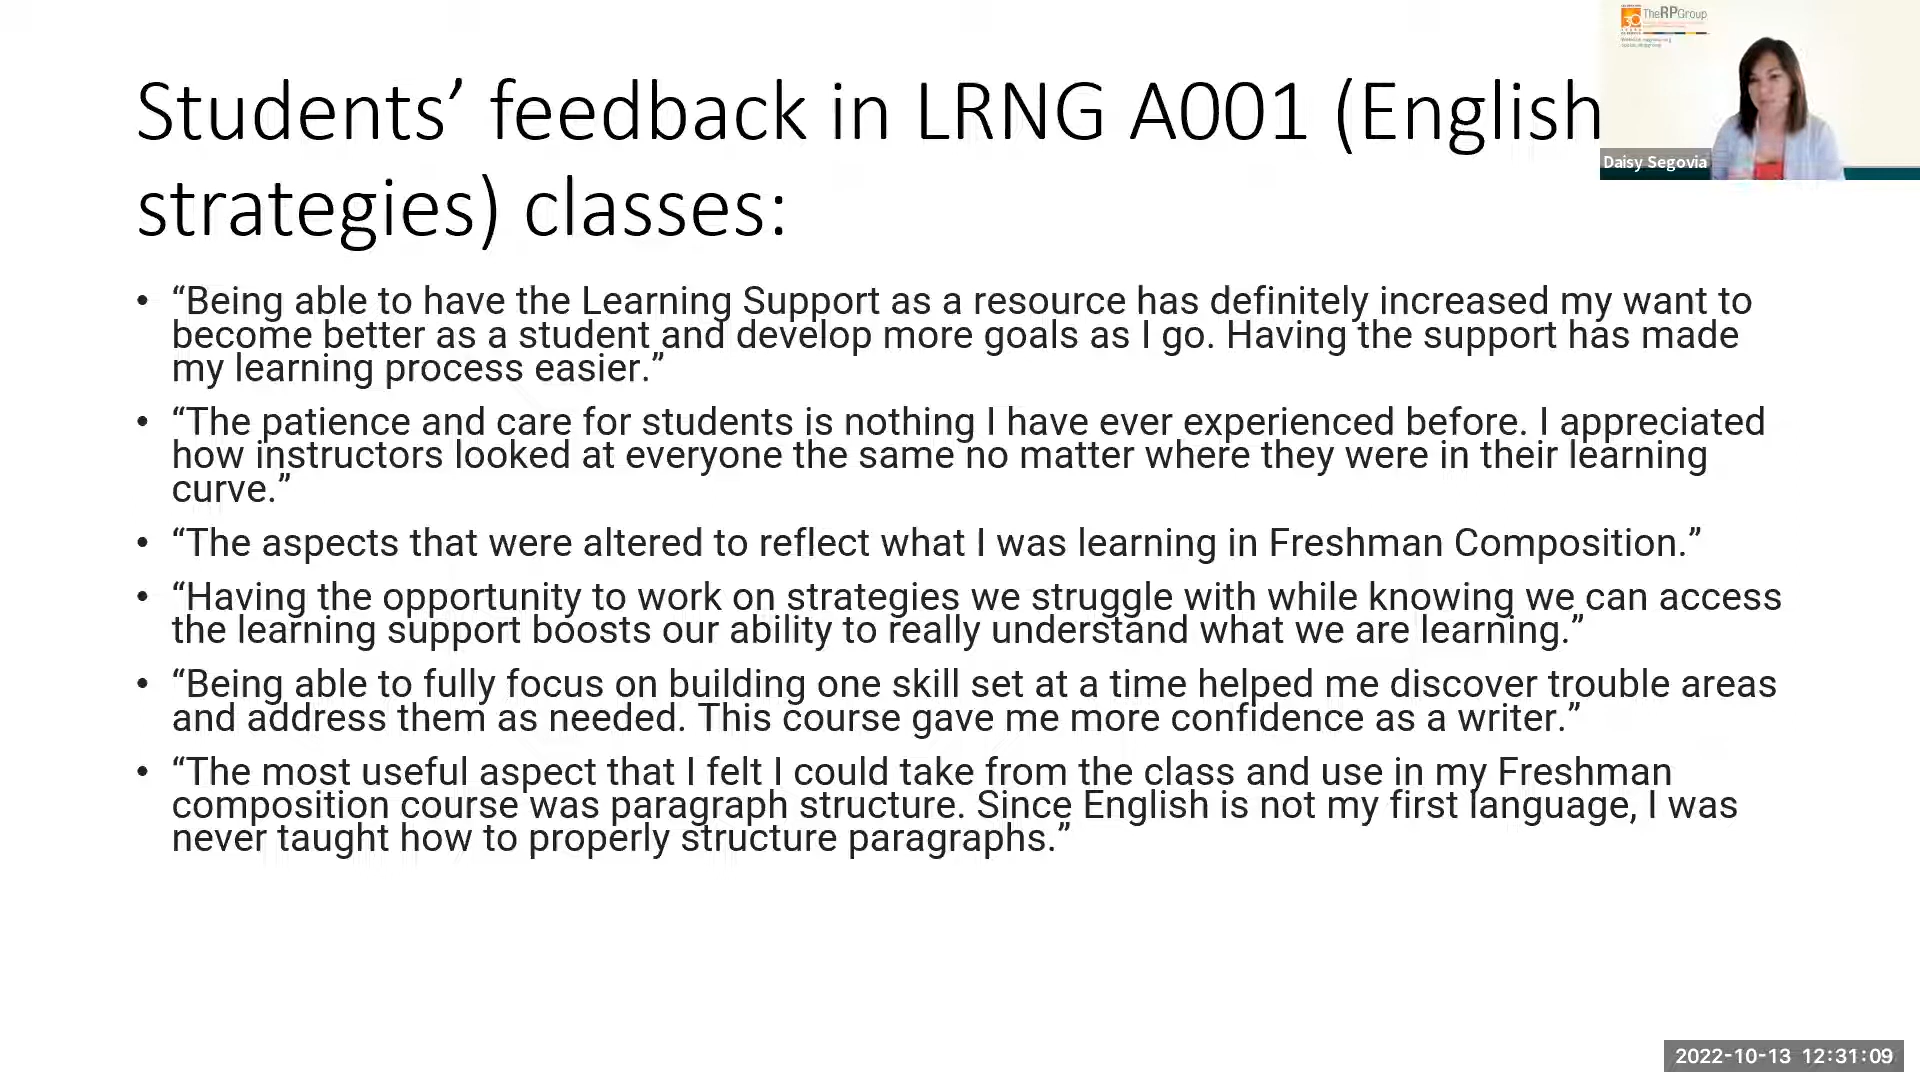 TheRPGroup
Students’ feedback in LRNG A001 (English
Daisy Segovia
strategies) classes:
• “Being able to have the Learning Support as a resource has definitely increased my want to
become better as a student and develop more goals as I go. Having the support has made
my learning process easier.”
• “The patience and care for students is nothing I have ever experienced before. I appreciated
how instructors looked at everyone the same no matter where they were in their learning
curve.”
• “The aspects that were altered to reflect what I was learning in Freshman Composition.”
• “Having the opportunity to work on strategies we struggle with while knowing we can access
the learning support boosts our ability to really understand what we are learning.”
• “Being able to fully focus on building one skill set at a time helped me discover trouble areas
and address them as needed. This course gave me more confidence as a writer.”
• “The most useful aspect that I felt I could take from the class and use in my Freshman
composition course was paragraph structure. Since English is not my first language, I was
never taught how to properly structure paragraphs.”
2022-10-13 12:31:09